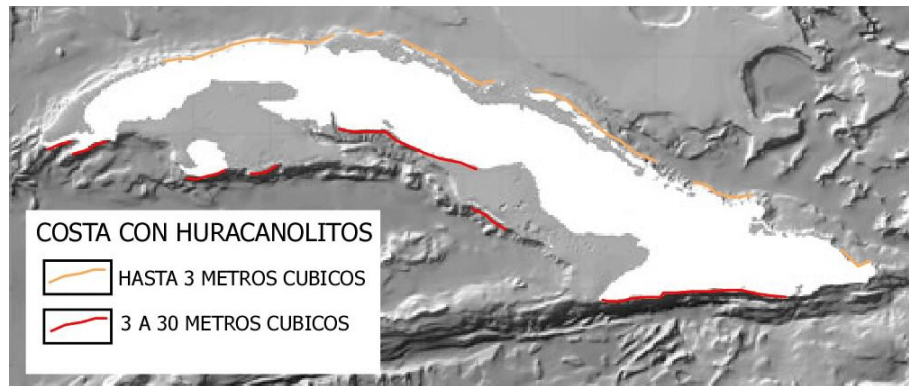 COSTA CON HURACANOLITOS
HASTA 3 METROS CUBICOS
3 A 30 METROS CUBICOS